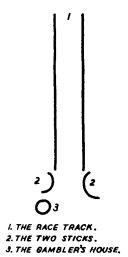 1
2
2
3
1. THE RACE TRACK.
2. THE TWO STICKS.
3. THE GAMBLER'S HOUSE.